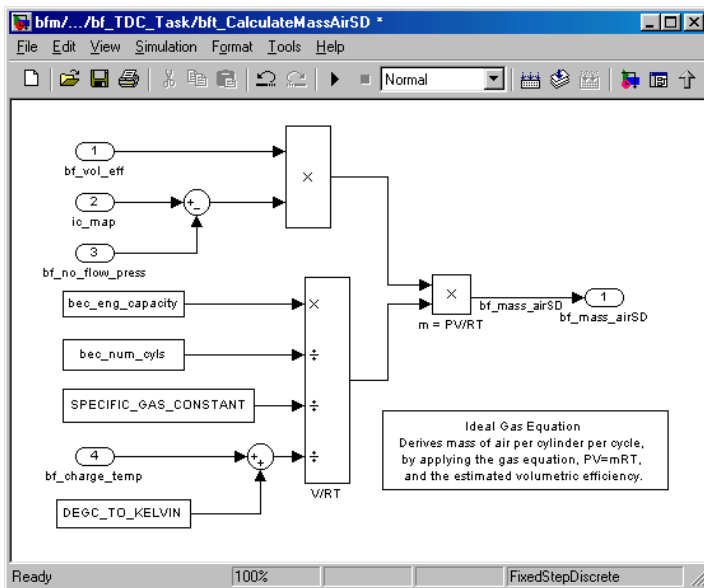 bfm/.../bf_TDC_Task/bft_CalculateMassAirSD *
File Edit View Simulation Format Tools Help
Normal
1
bf_vol_eff
×
2
+
-
ic_map
3
bf_no_flow_press
bec_eng_capacity
×
×
1
bf_mass_airSD
bf_mass_airSD
m = PV/RT
bec_num_cyls
÷
SPECIFIC_GAS_CONSTANT
÷
4
+
+
÷
bf_charge_temp
V/RT
DEGC_TO_KELVIN
Ideal Gas Equation
Derives mass of air per cylinder per cycle,
by applying the gas equation, PV=mRT,
and the estimated volumetric efficiency.
Ready 100% FixedStepDiscrete